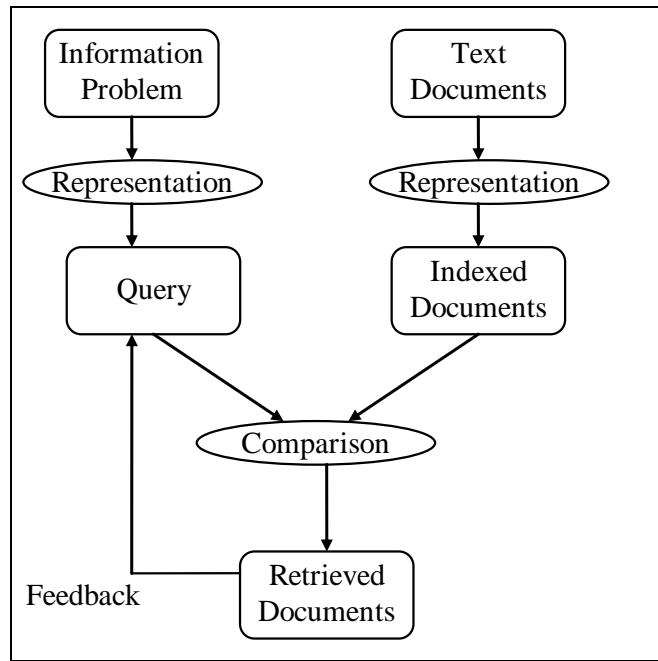 Information
Problem
Text
Documents
Representation
Representation
Query
Indexed
Documents
Comparison
Feedback
Retrieved
Documents